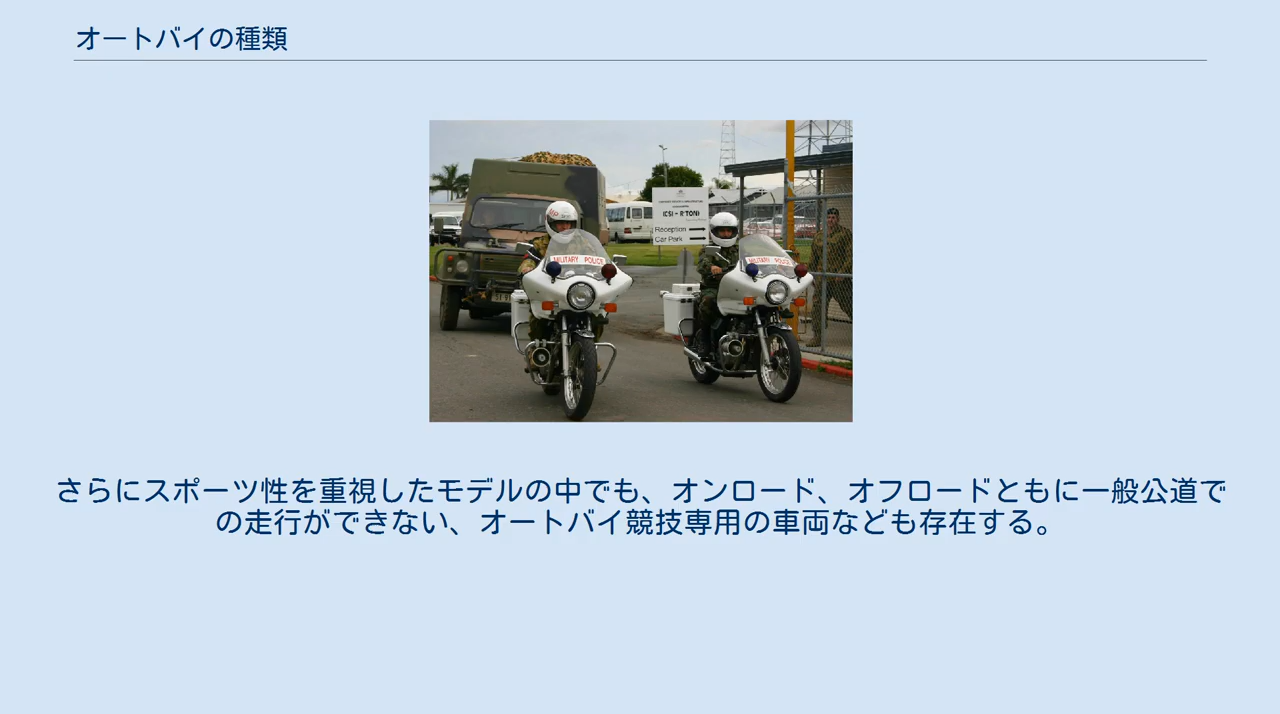 オートバイの種類
Reception
Car Park
MILITARY POLICE
MILITARY POLICE
さらにスポーツ性を重視したモデルの中でも、オンロード、オフロードともに一般公道で
の走行ができない、オートバイ競技専用の車両なども存在する。